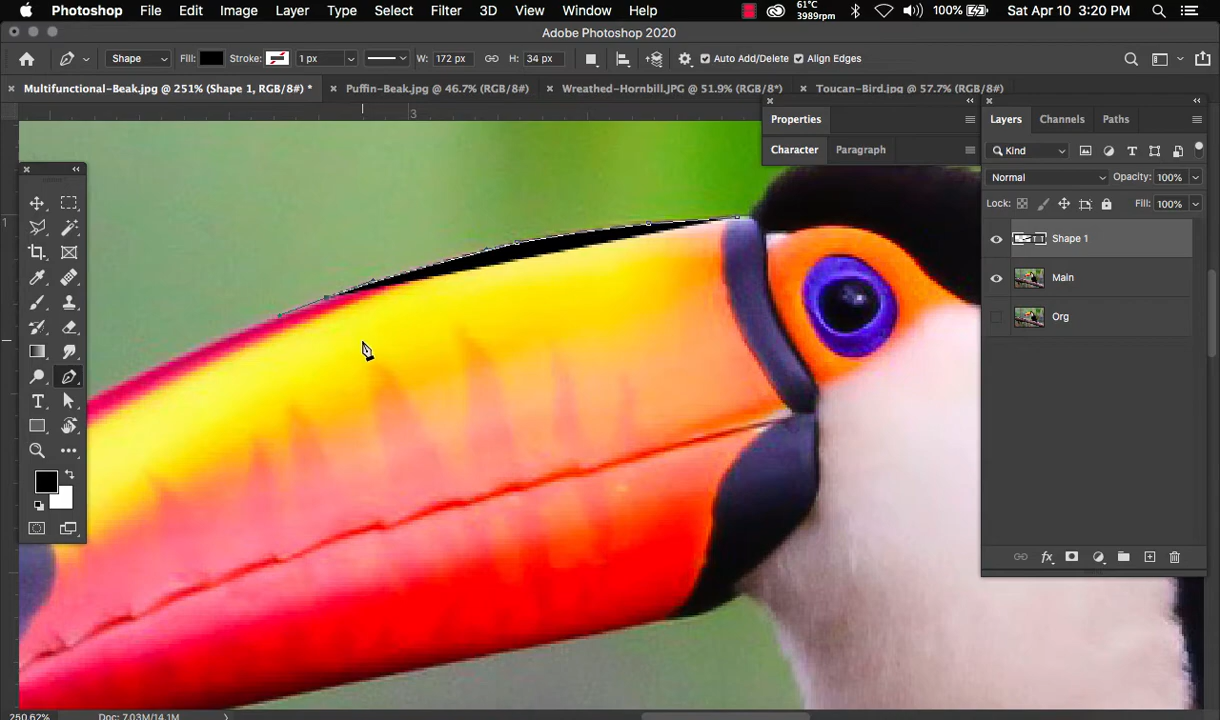 Photoshop File Edit Image Layer Type Select Filter 3D View Window Help 61°C 3989rpm 100% Sat Apr 10 3:20 PM
Adobe Photoshop 2020
Shape Fill: Stroke: 1 px W: 172 px H: 34 px Auto Add/Delete Align Edges
Multifunctional-Beak.jpg @ 251% (Shape 1, RGB/8#) * Puffin-Beak.jpg @ 46.7% (RGB/8#) Wreathed-Hornbill.JPG @ 51.9% (RGB/8*) Toucan-Bird.jpg @ 57.7% (RGB/8#)
3
1
Properties
Character Paragraph
Layers Channels Paths
Kind
Normal Opacity: 100%
Lock: Fill: 100%
Shape 1
Main
Org
fx
250.62% Doc: 7.03M/14.1M